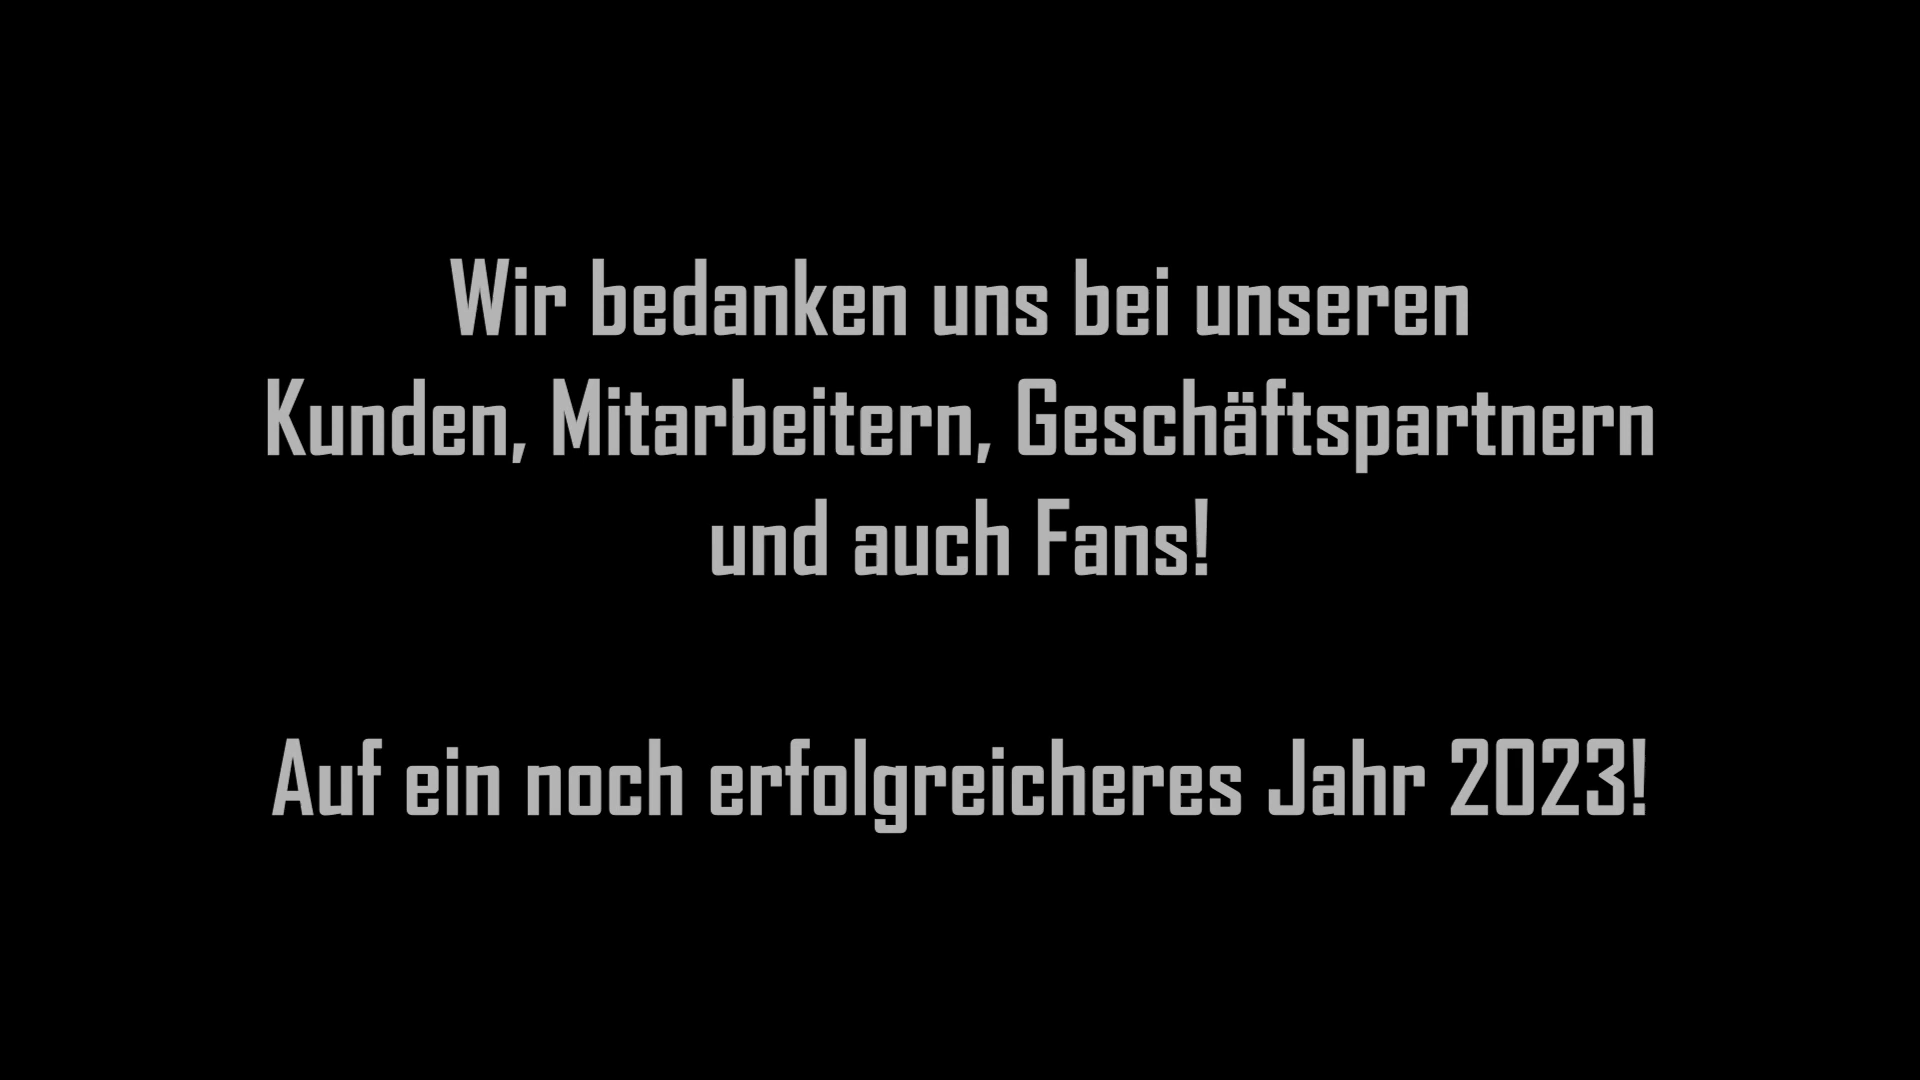 Wir bedanken uns bei unseren
Kunden, Mitarbeitern, Geschäftspartnern
und auch Fans!
Auf ein noch erfolgreicheres Jahr 2023!